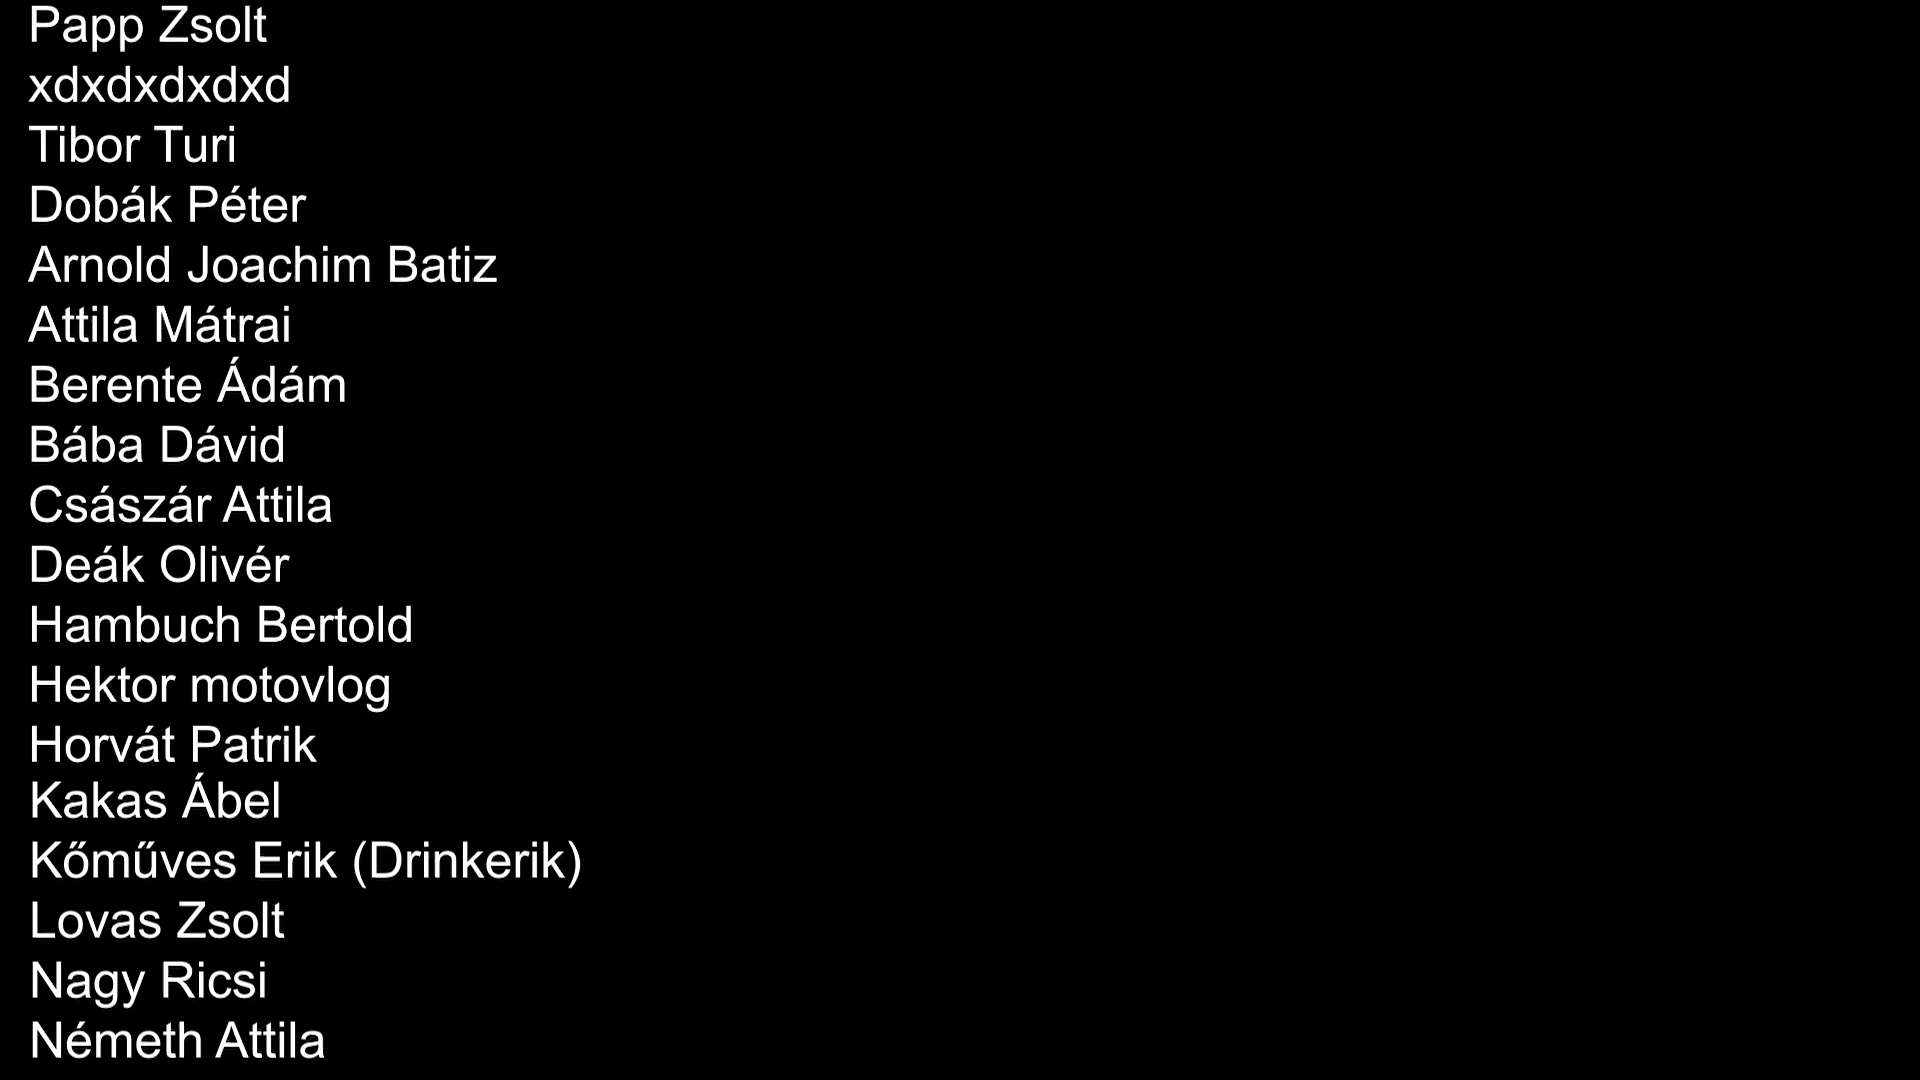 Papp Zsolt
xdxdxdxdxd
Tibor Turi
Dobák Péter
Arnold Joachim Batiz
Attila Mátrai
Berente Ádám
Bába Dávid
Császár Attila
Deák Olivér
Hambuch Bertold
Hektor motovlog
Horvát Patrik
Kakas Ábel
Kőműves Erik (Drinkerik)
Lovas Zsolt
Nagy Ricsi
Németh Attila